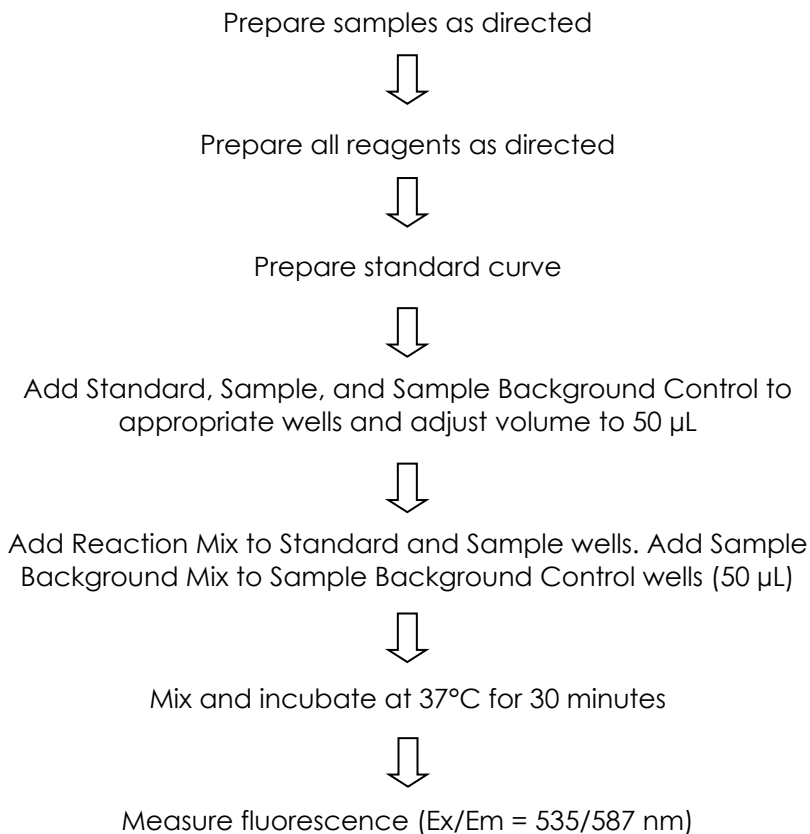 Prepare samples as directed
Prepare all reagents as directed
Prepare standard curve
Add Standard, Sample, and Sample Background Control to
appropriate wells and adjust volume to 50 µL
Add Reaction Mix to Standard and Sample wells. Add Sample
Background Mix to Sample Background Control wells (50 µL)
Mix and incubate at 37°C for 30 minutes
Measure fluorescence (Ex/Em = 535/587 nm)